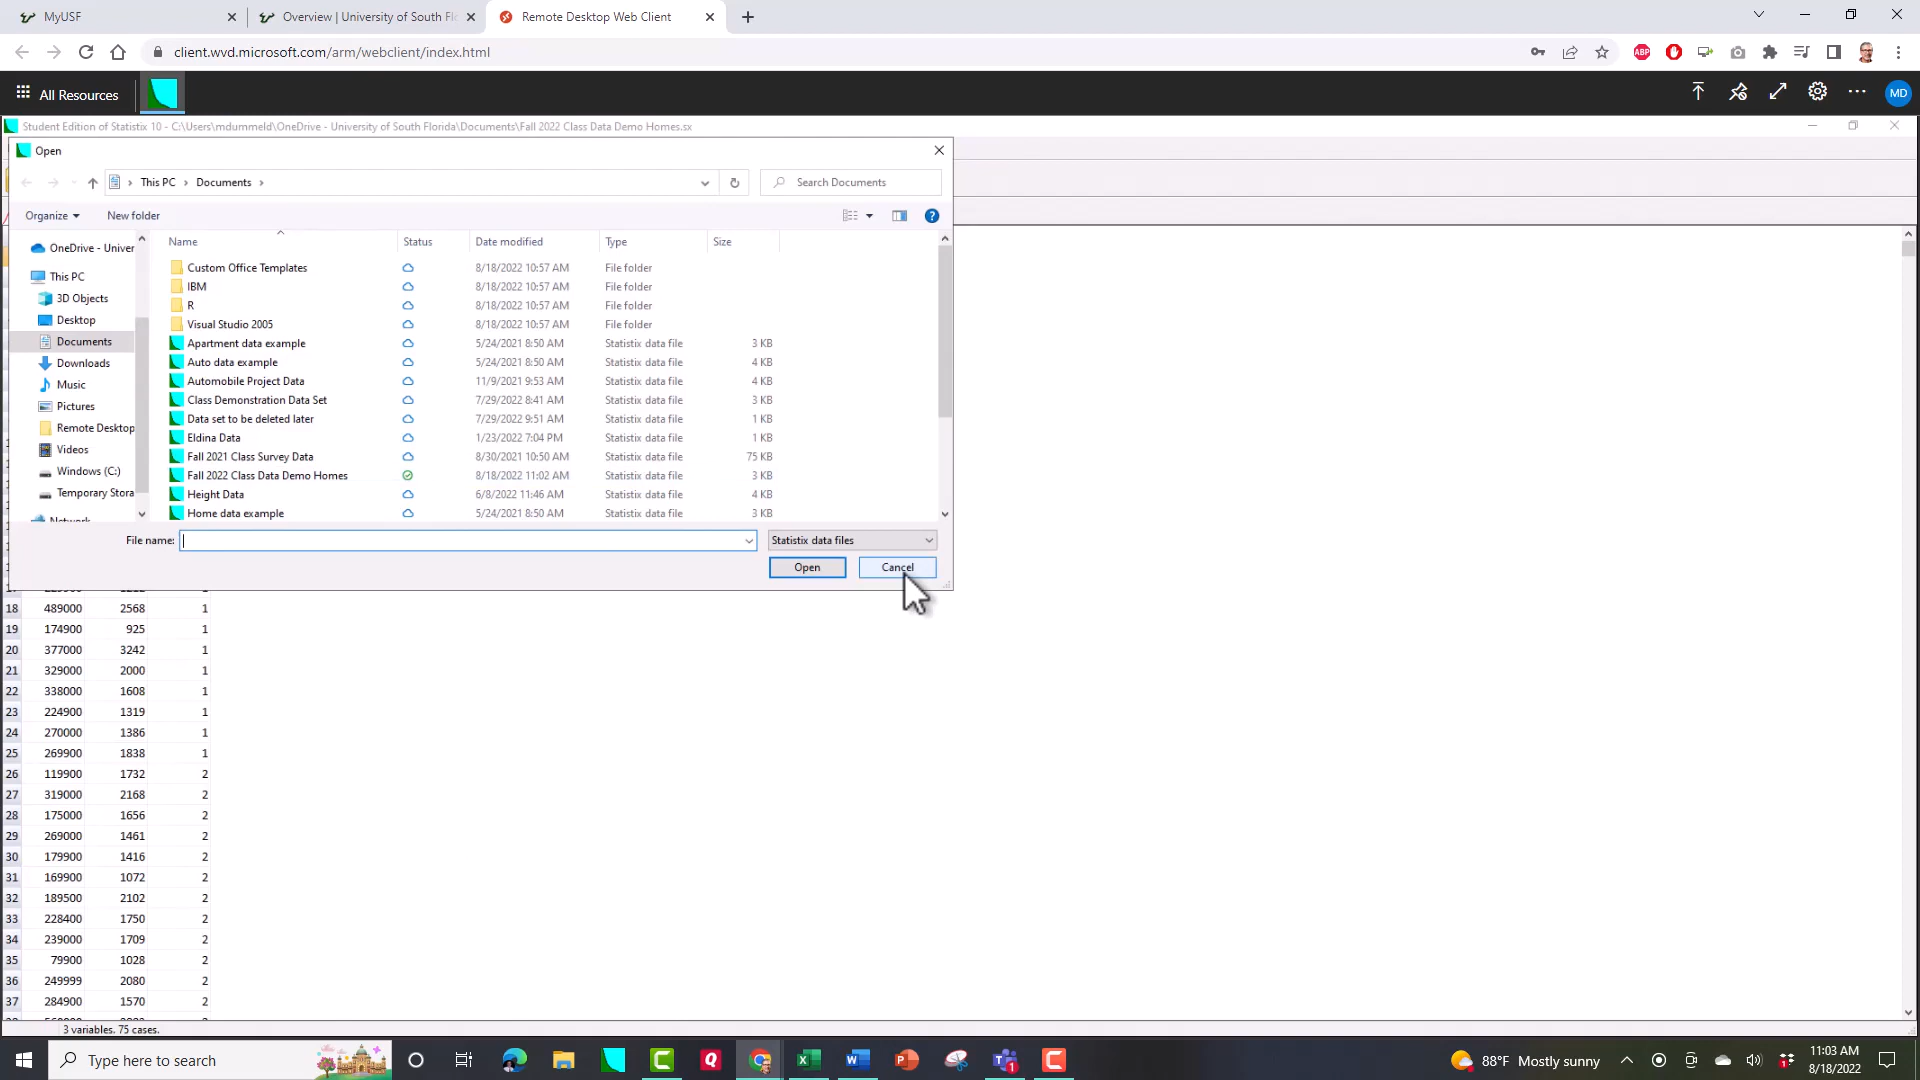 MyUSF
Overview | University of South Fl
Remote Desktop Web Client
client.wvd.microsoft.com/arm/webclient/index.html
ABP
All Resources
MD
Student Edition of Statistix 10 - C:\Users\mdummeld\OneDrive - University of South Florida\Documents\Fall 2022 Class Data Demo Homes.sx
Open
This PC › Documents ›
Search Documents
Organize
New folder
OneDrive - Univer
This PC
3D Objects
Desktop
Documents
Downloads
Music
Pictures
Remote Desktop
Videos
Windows (C:)
Temporary Stora
Network
Name Status Date modified Type Size
Custom Office Templates 8/18/2022 10:57 AM File folder
IBM 8/18/2022 10:57 AM File folder
R 8/18/2022 10:57 AM File folder
Visual Studio 2005 8/18/2022 10:57 AM File folder
Apartment data example 5/24/2021 8:50 AM Statistix data file 3 KB
Auto data example 5/24/2021 8:50 AM Statistix data file 4 KB
Automobile Project Data 11/9/2021 9:53 AM Statistix data file 4 KB
Class Demonstration Data Set 7/29/2022 8:41 AM Statistix data file 3 KB
Data set to be deleted later 7/29/2022 9:51 AM Statistix data file 1 KB
Eldina Data 1/23/2022 7:04 PM Statistix data file 1 KB
Fall 2021 Class Survey Data 8/30/2021 10:50 AM Statistix data file 75 KB
Fall 2022 Class Data Demo Homes 8/18/2022 11:02 AM Statistix data file 3 KB
Height Data 6/8/2022 11:46 AM Statistix data file 4 KB
Home data example 5/24/2021 8:50 AM Statistix data file 3 KB
File name:
Statistix data files
Open
Cancel
18 489000 2568 1
19 174900 925 1
20 377000 3242 1
21 329000 2000 1
22 338000 1608 1
23 224900 1319 1
24 270000 1386 1
25 269900 1838 1
26 119900 1732 2
27 319000 2168 2
28 175000 1656 2
29 269000 1461 2
30 179900 1416 2
31 169900 1072 2
32 189500 2102 2
33 228400 1750 2
34 239000 1709 2
35 79900 1028 2
36 249999 2080 2
37 284900 1570 2
3 variables. 75 cases.
Type here to search
88°F Mostly sunny
11:03 AM
8/18/2022